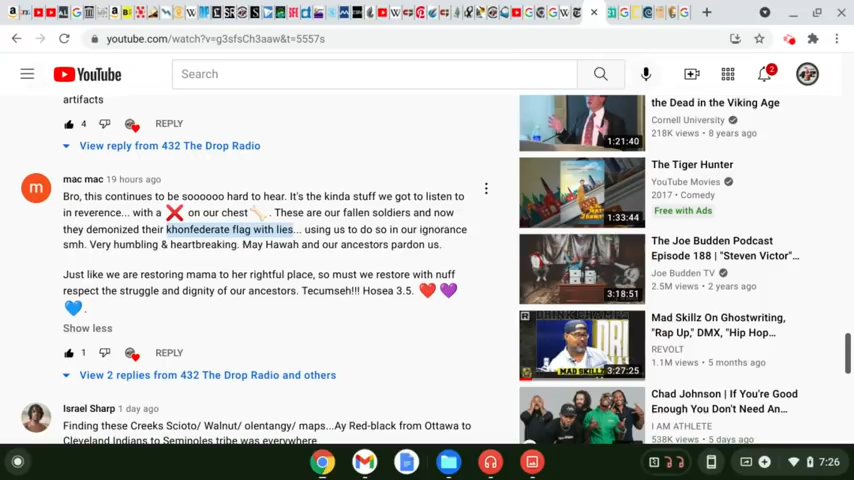 youtube.com/watch?v=g3sfsCh3aaw&t=5557s
YouTube
Search
2
artifacts
4
REPLY
View reply from 432 The Drop Radio
m
mac mac 19 hours ago
Bro, this continues to be soooooo hard to hear. It's the kinda stuff we got to listen to
in reverence... with a ❌ on our chest🦴. These are our fallen soldiers and now
they demonized their khonfederate flag with lies... using us to do so in our ignorance
smh. Very humbling & heartbreaking. May Hawah and our ancestors pardon us.
Just like we are restoring mama to her rightful place, so must we restore with nuff
respect the struggle and dignity of our ancestors. Tecumseh!!! Hosea 3.5. ❤️💜
💙.
Show less
1
REPLY
View 2 replies from 432 The Drop Radio and others
Israel Sharp 1 day ago
Finding these Creeks Scioto/ Walnut/ olentangy/ maps...Ay Red-black from Ottawa to
Cleveland Indians to Seminoles tribe was everywhere
the Dead in the Viking Age
Cornell University
218K views • 8 years ago
1:21:40
The Tiger Hunter
YouTube Movies
2017 • Comedy
Free with Ads
1:33:44
The Joe Budden Podcast
Episode 188 | "Steven Victor"...
Joe Budden TV
2.5M views • 2 years ago
3:18:51
Mad Skillz On Ghostwriting,
"Rap Up," DMX, "Hip Hop...
REVOLT
1.1M views • 5 months ago
MAD SKILLZ
3:27:25
Chad Johnson | If You're Good
Enough You Don't Need An...
I AM ATHLETE
538K views • 5 days ago
7:26